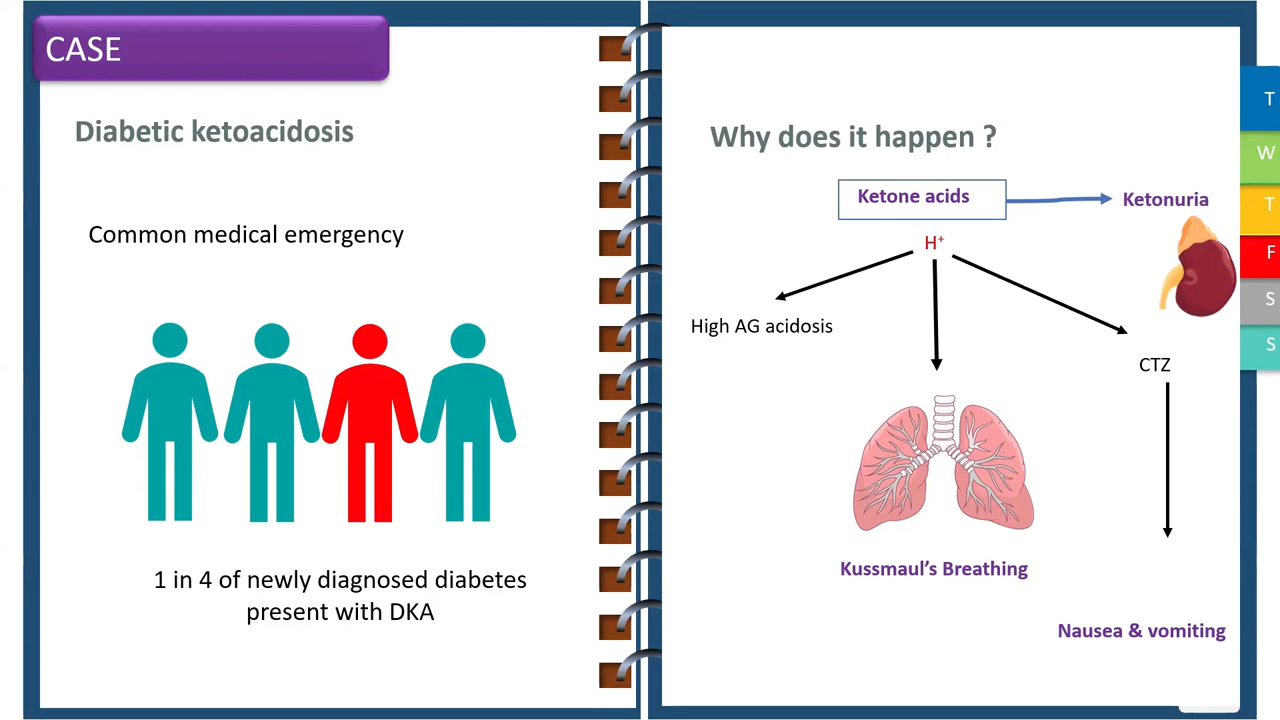 CASE
Diabetic ketoacidosis
Common medical emergency
1 in 4 of newly diagnosed diabetes
present with DKA
Why does it happen ?
Ketone acids
Ketonuria
H⁺
High AG acidosis
CTZ
Kussmaul's Breathing
Nausea & vomiting
T
W
T
F
S
S